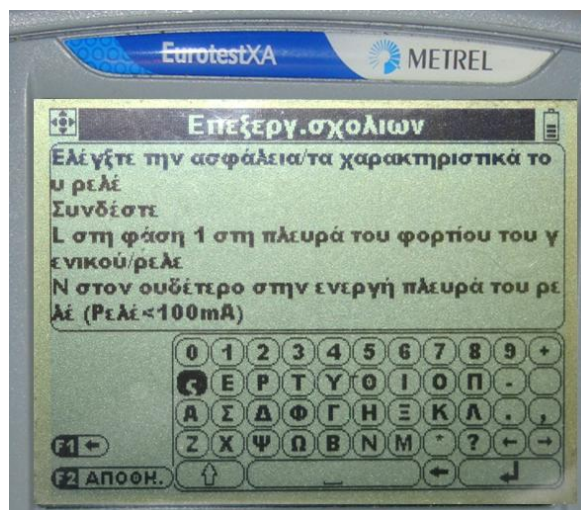 EurotestXA METREL
Επεξεργ.σχολιων
Ελέγξτε την ασφάλεια/τα χαρακτηριστικά το
υ ρελέ
Συνδέστε
L στη φάση 1 στη πλευρά του φορτίου του γ
ενικού/ρελε
N στον ουδέτερο στην ενεργή πλευρά του ρε
λέ (Ρελέ<100mA)
0 1 2 3 4 5 6 7 8 9 +
ς Ε Ρ Τ Υ Θ Ι Ο Π -
Α Σ Δ Φ Γ Η Ξ Κ Λ . ,
F1 ← Ζ Χ Ψ Ω Β Ν Μ * ? ← →
F2 ΑΠΟΘΗ.